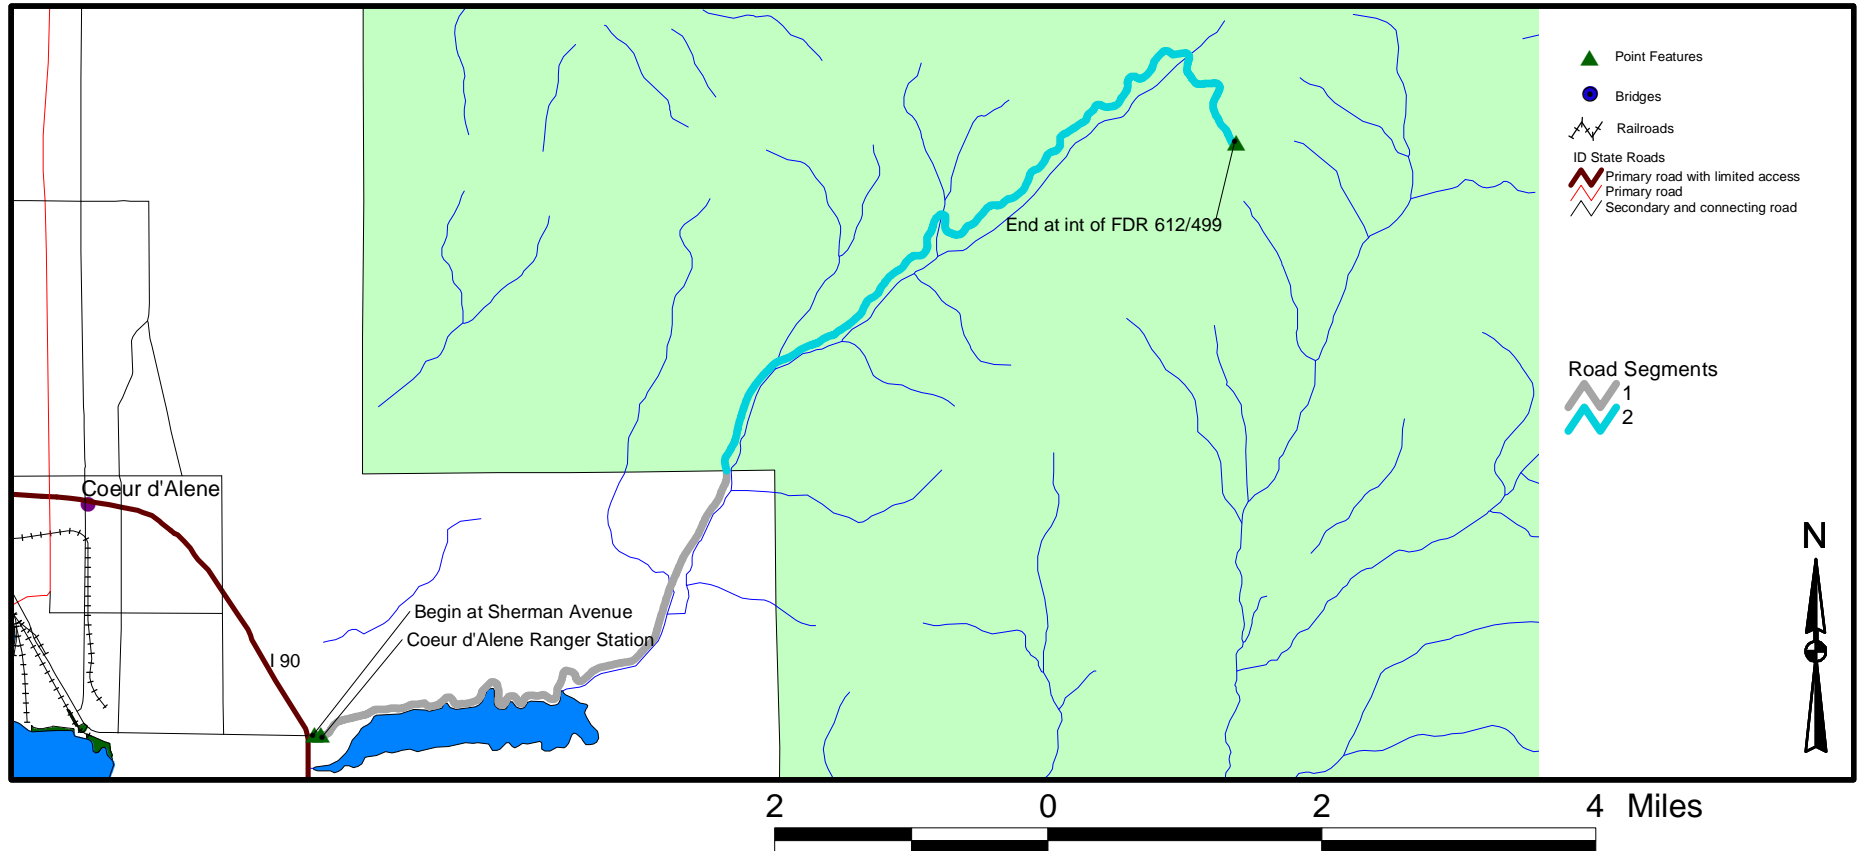 Point Features
Bridges
Railroads
ID State Roads
Primary road with limited access
Primary road
Secondary and connecting road
End at int of FDR 612/499
Road Segments
1
2
Coeur d'Alene
Begin at Sherman Avenue
Coeur d'Alene Ranger Station
I 90
N
2 0 2 4 Miles